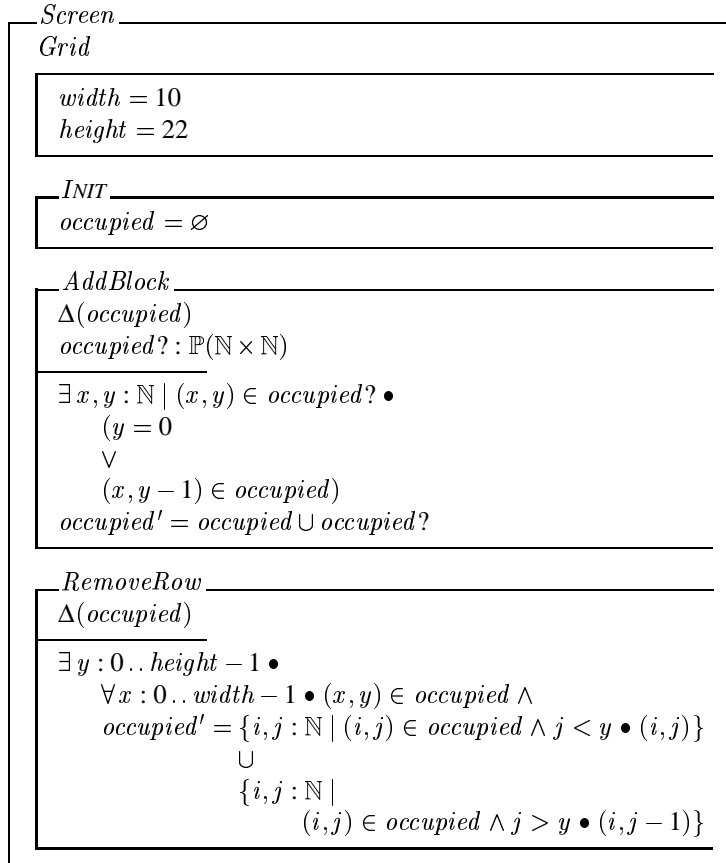 Screen
Grid
width = 10
height = 22
INIT
occupied = ∅
AddBlock
Δ(occupied)
occupied? : ℙ(ℕ × ℕ)
∃ x, y : ℕ | (x, y) ∈ occupied? •
(y = 0
∨
(x, y − 1) ∈ occupied)
occupied′ = occupied ∪ occupied?
RemoveRow
Δ(occupied)
∃ y : 0 . . height − 1 •
∀ x : 0 . . width − 1 • (x, y) ∈ occupied ∧
occupied′ = {i, j : ℕ | (i, j) ∈ occupied ∧ j < y • (i, j)}
∪
{i, j : ℕ |
(i, j) ∈ occupied ∧ j > y • (i, j − 1)}